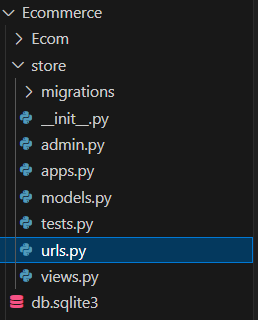 Ecommerce
Ecom
store
migrations
__init__.py
admin.py
apps.py
models.py
tests.py
urls.py
views.py
db.sqlite3